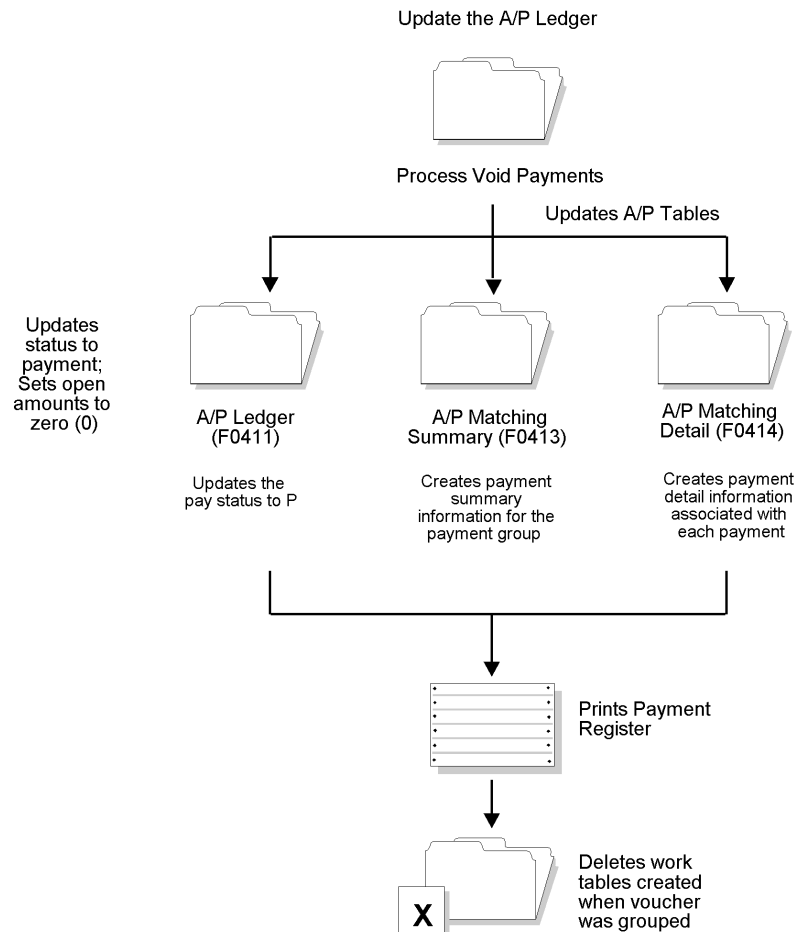 Update the A/P Ledger
Process Void Payments
Updates A/P Tables
Updates
status to
payment;
Sets open
amounts to
zero (0)
A/P Ledger
(F0411)
Updates the
pay status to P
A/P Matching
Summary (F0413)
Creates payment
summary
information for the
payment group
A/P Matching
Detail (F0414)
Creates payment
detail information
associated with
each payment
Prints Payment
Register
X
Deletes work
tables created
when voucher
was grouped